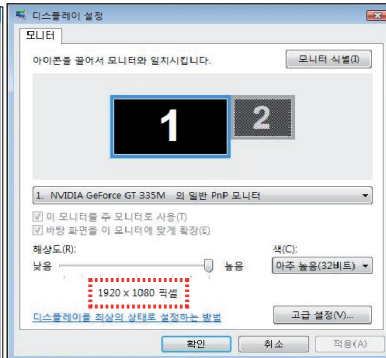 디스플레이 설정
모니터
아이콘을 끌어서 모니터와 일치시킵니다.
모니터 식별(I)
1
2
1. NVIDIA GeForce GT 335M 의 일반 PnP 모니터
이 모니터를 주 모니터로 사용(T)
바탕 화면을 이 모니터에 맞게 확장(E)
해상도(R):
색(C):
낮음
높음
아주 높음(32비트)
1920 x 1080 픽셀
디스플레이를 최상의 상태로 설정하는 방법
고급 설정(V)...
확인
취소
적용(A)